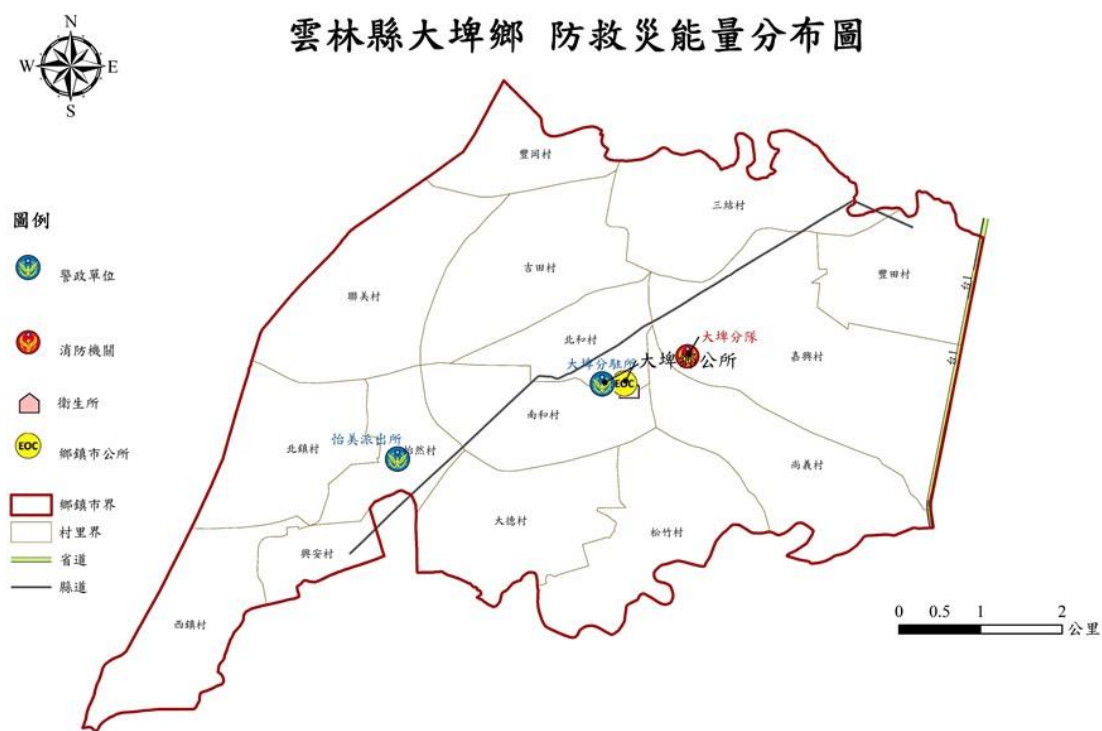 雲林縣大埤鄉 防救災能量分布圖
N
W
E
S
豐岡村
三結村
圖例
警政單位
吉田村
豐田村
台1
聯美村
消防機關
北和村
大埤分隊
嘉興村
台1
大埤分駐所
大埤鄉公所
EOC
衛生所
南和村
EOC
鄉鎮市公所
怡美派出所
北鎮村
怡然村
尚義村
鄉鎮市界
大德村
松竹村
村里界
興安村
省道
縣道
西鎮村
0 0.5 1 2
公里